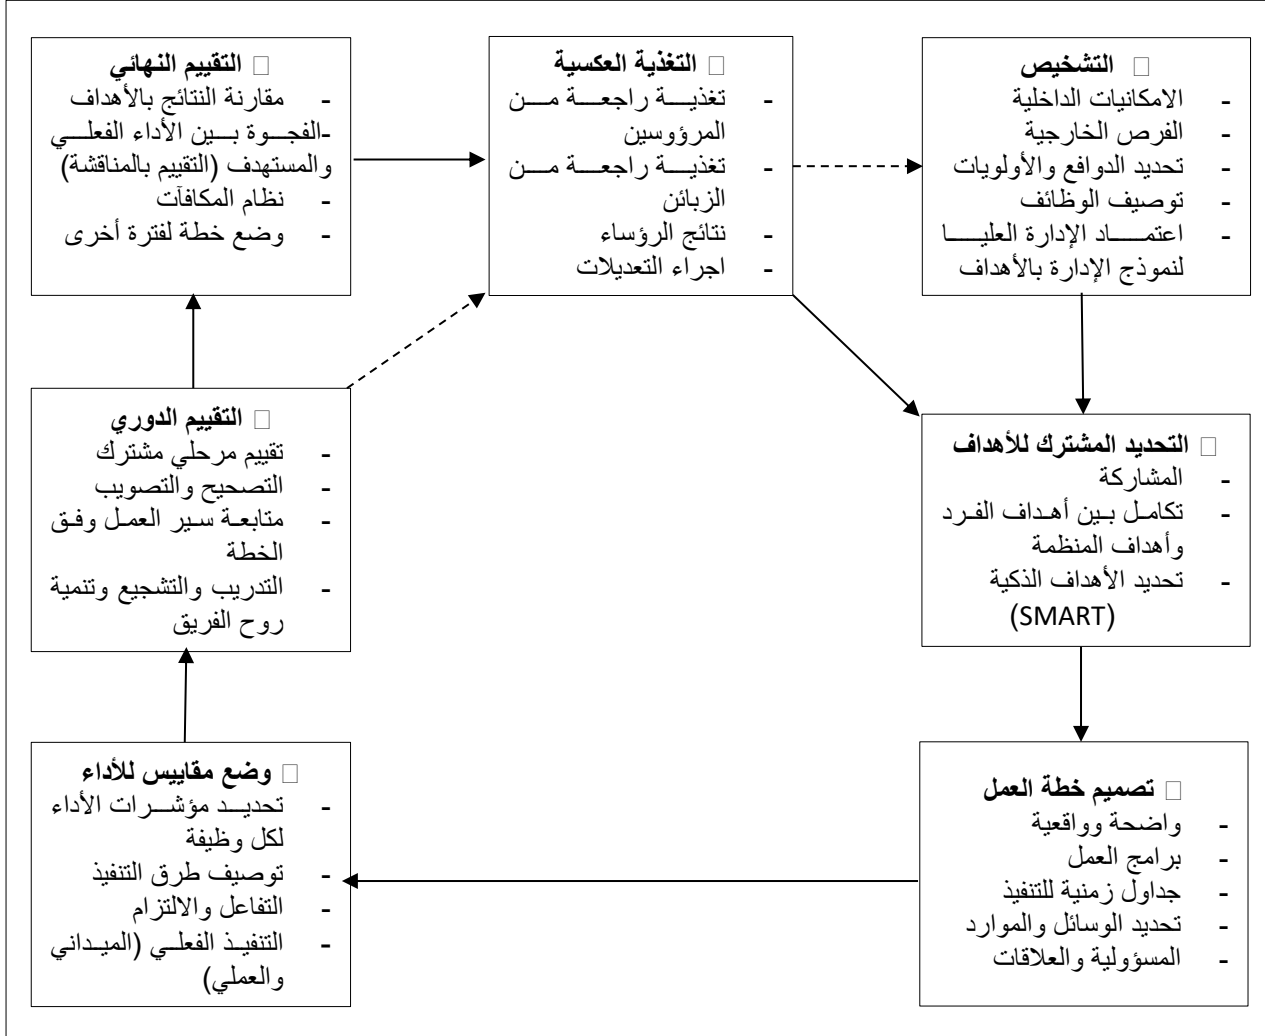 □ التشخيص
- الامكانيات الداخلية
- الفرص الخارجية
- تحديد الدوافع والأولويات
- توصيف الوظائف
- اعتماد الإدارة العليا
لنموذج الإدارة بالأهداف
□ التغذية العكسية
- تغذية راجعة من
المرؤوسين
- تغذية راجعة من
الزبائن
- نتائج الرؤساء
- اجراء التعديلات
□ التقييم النهائي
- مقارنة النتائج بالأهداف
-الفجوة بين الأداء الفعلي
والمستهدف (التقييم بالمناقشة)
- نظام المكافآت
- وضع خطة لفترة أخرى
□ التحديد المشترك للأهداف
- المشاركة
- تكامل بين أهداف الفرد
وأهداف المنظمة
- تحديد الأهداف الذكية
(SMART)
□ التقييم الدوري
- تقييم مرحلي مشترك
- التصحيح والتصويب
- متابعة سير العمل وفق
الخطة
- التدريب والتشجيع وتنمية
روح الفريق
□ تصميم خطة العمل
- واضحة وواقعية
- برامج العمل
- جداول زمنية للتنفيذ
- تحديد الوسائل والموارد
- المسؤولية والعلاقات
□ وضع مقاييس للأداء
- تحديد مؤشرات الأداء
لكل وظيفة
- توصيف طرق التنفيذ
- التفاعل والالتزام
- التنفيذ الفعلي (الميداني
والعملي)